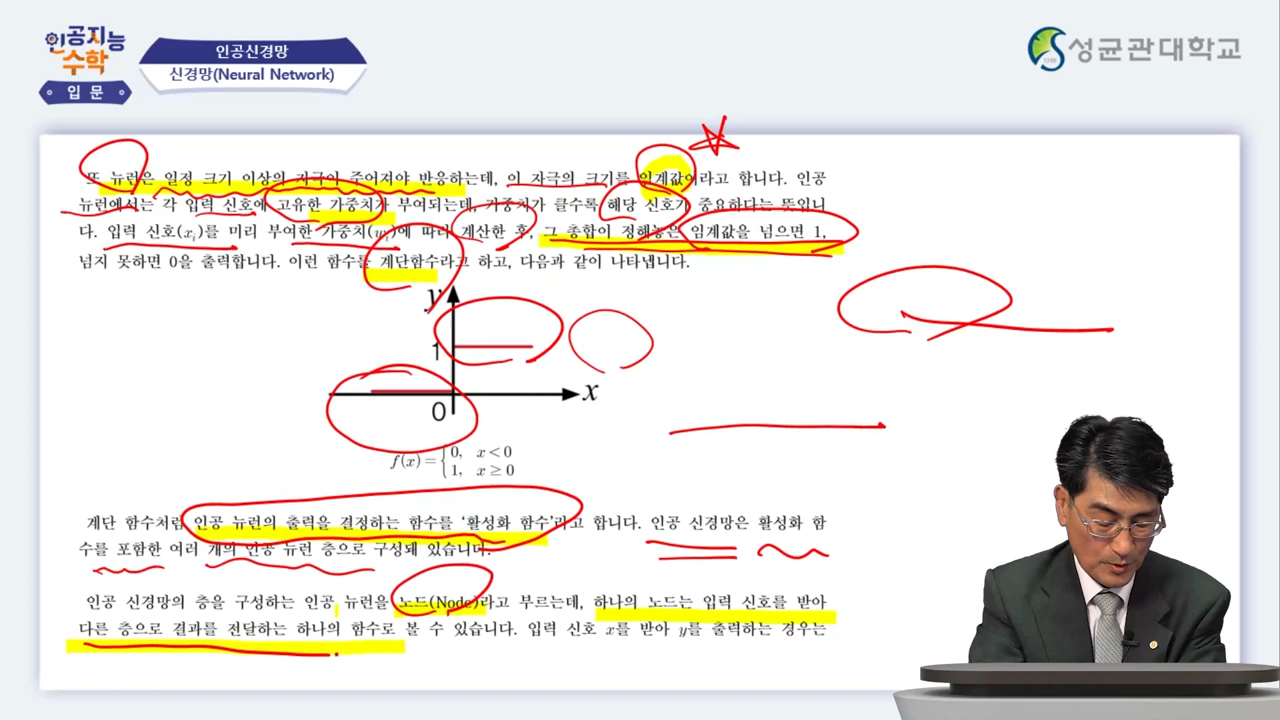 인공지능
수학
입문
인공신경망
신경망(Neural Network)
성균관대학교
또 뉴런은 일정 크기 이상의 자극이 주어져야 반응하는데, 이 자극의 크기를 임계값이라고 합니다. 인공
뉴런에서는 각 입력 신호에 고유한 가중치가 부여되는데, 가중치가 클수록 해당 신호가 중요하다는 뜻입니
다. 입력 신호(xᵢ)를 미리 부여한 가중치(wᵢ)에 따라 계산한 후, 그 총합이 정해놓은 임계값을 넘으면 1,
넘지 못하면 0을 출력합니다. 이런 함수를 계단함수라고 하고, 다음과 같이 나타냅니다.
y
1
0
x
f(x)={0, x<0
1, x≥0
계단 함수처럼 인공 뉴런의 출력을 결정하는 함수를 ‘활성화 함수’라고 합니다. 인공 신경망은 활성화 함
수를 포함한 여러 개의 인공 뉴런 층으로 구성돼 있습니다.
인공 신경망의 층을 구성하는 인공 뉴런을 노드(Node)라고 부르는데, 하나의 노드는 입력 신호를 받아
다른 층으로 결과를 전달하는 하나의 함수로 볼 수 있습니다. 입력 신호 x를 받아 y를 출력하는 경우는